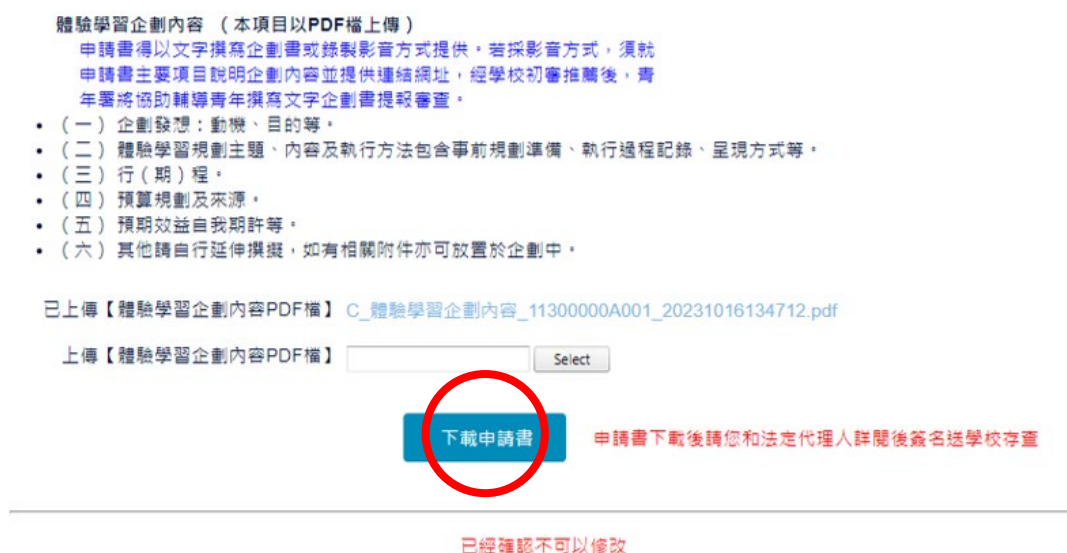 體驗學習企劃內容 （本項目以PDF檔上傳）
申請書得以文字撰寫企劃書或錄製影音方式提供。若採影音方式，須就
申請書主要項目說明企劃內容並提供連結網址，經學校初審推薦後，青
年署將協助輔導青年撰寫文字企劃書提報審查。
• （一）企劃發想：動機、目的等。
• （二）體驗學習規劃主題、內容及執行方法包含事前規劃準備、執行過程記錄、呈現方式等。
• （三）行（期）程。
• （四）預算規劃及來源。
• （五）預期效益自我期許等。
• （六）其他請自行延伸撰擬，如有相關附件亦可放置於企劃中。
已上傳【體驗學習企劃內容PDF檔】 C_體驗學習企劃內容_11300000A001_20231016134712.pdf
上傳【體驗學習企劃內容PDF檔】 Select
下載申請書 申請書下載後請您和法定代理人詳閱後簽名送學校存查
已經確認不可以修改